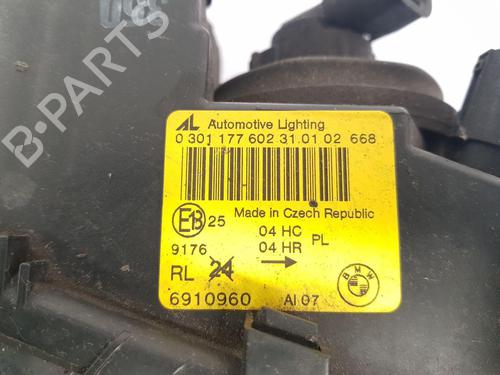 B-PARTS
AL Automotive Lighting
0 301 177 602 31.01.02 668
E13 25
Made in Czech Republic
9176
04 HC
04 HR
PL
RL 24
6910960
AI 07
BMW